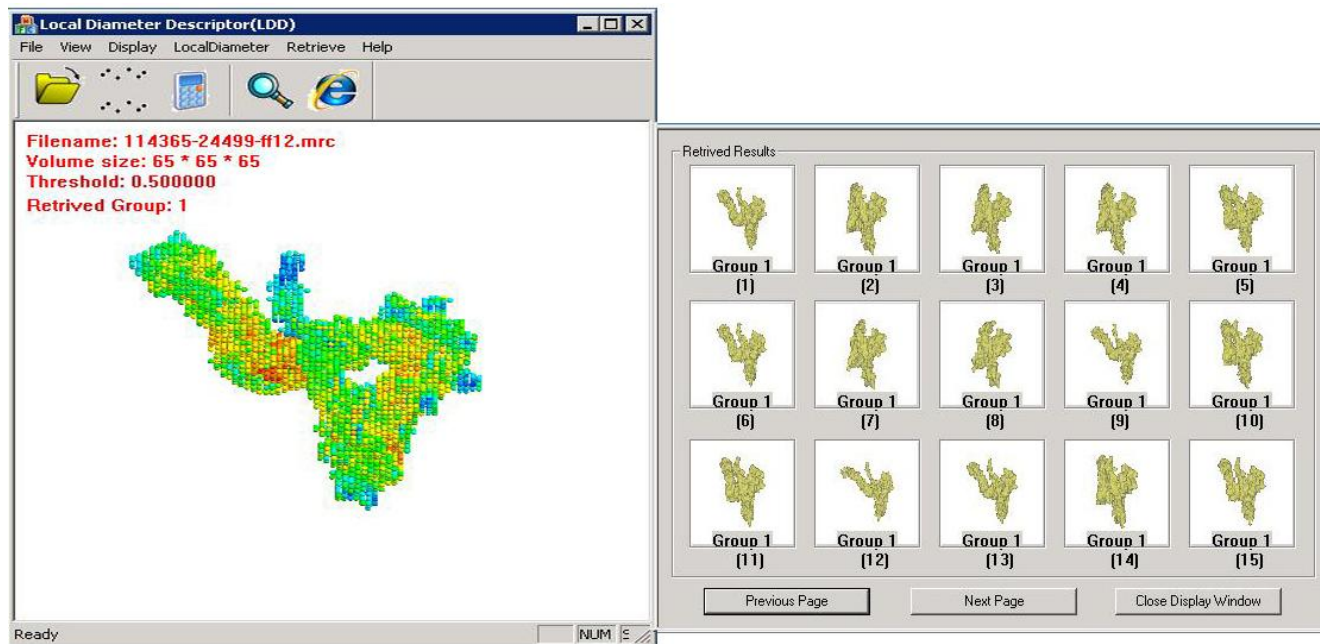 Local Diameter Descriptor(LDD)
File View Display LocalDiameter Retrieve Help
Filename: 114365-24499-ff12.mrc
Volume size: 65 * 65 * 65
Threshold: 0.500000
Retrived Group: 1
Ready
NUM
Retrived Results
Group 1 Group 1 Group 1 Group 1 Group 1
(1) (2) (3) (4) (5)
Group 1 Group 1 Group 1 Group 1 Group 1
(6) (7) (8) (9) (10)
Group 1 Group 1 Group 1 Group 1 Group 1
(11) (12) (13) (14) (15)
Previous Page Next Page Close Display Window